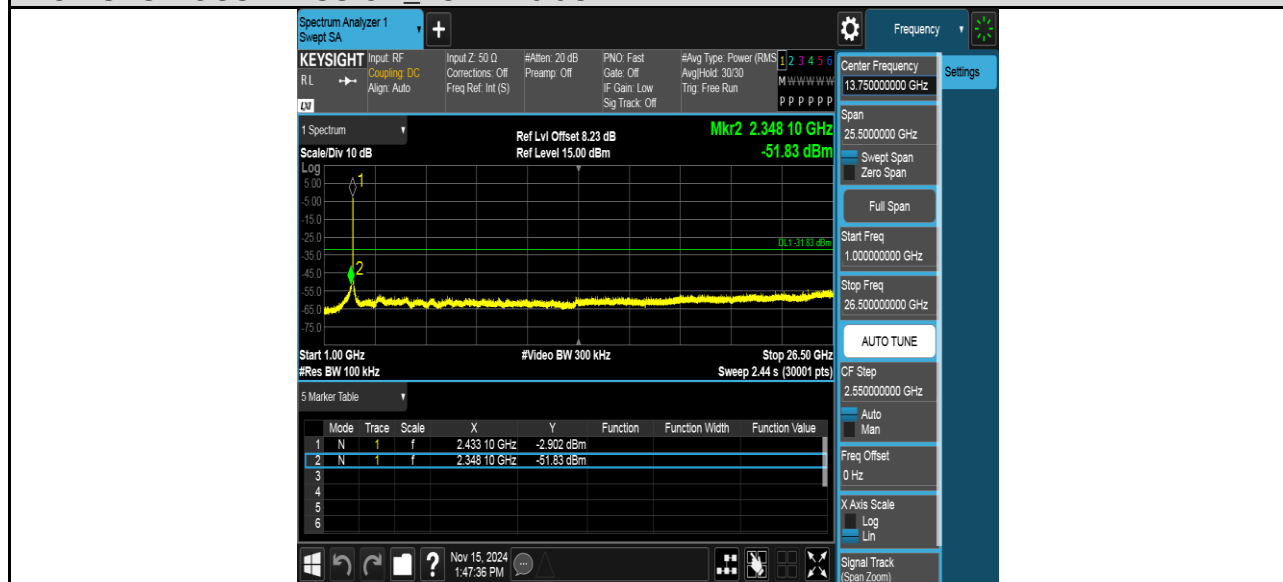 Spectrum Analyzer 1
Swept SA
Frequency
KEYSIGHT
Input: RF
Input Z: 50 Ω
#Atten: 20 dB
PNO: Fast
#Avg Type: Power (RMS
1 2 3 4 5 6
RL
Coupling: DC
Corrections: Off
Preamp: Off
Gate: Off
Avg|Hold: 30/30
M W W W W W
Align: Auto
Freq Ref: Int (S)
IF Gain: Low
Trig: Free Run
LXI
Sig Track: Off
P P P P P P
1 Spectrum
Ref Lvl Offset 8.23 dB
Mkr2 2.348 10 GHz
Scale/Div 10 dB
Ref Level 15.00 dBm
-51.83 dBm
Log
5.00
1
-5.00
-15.0
-25.0
DL1 -31.83 dBm
-35.0
-45.0
2
-55.0
-65.0
-75.0
Start 1.00 GHz
#Video BW 300 kHz
Stop 26.50 GHz
#Res BW 100 kHz
Sweep 2.44 s (30001 pts)
5 Marker Table
Mode Trace Scale X Y Function Function Width Function Value
1 N 1 f 2.433 10 GHz -2.902 dBm
2 N 1 f 2.348 10 GHz -51.83 dBm
3
4
5
6
Nov 15, 2024
1:47:36 PM
Center Frequency
13.750000000 GHz
Settings
Span
25.5000000 GHz
Swept Span
Zero Span
Full Span
Start Freq
1.000000000 GHz
Stop Freq
26.500000000 GHz
AUTO TUNE
CF Step
2.550000000 GHz
Auto
Man
Freq Offset
0 Hz
X Axis Scale
Log
Lin
Signal Track
(Span Zoom)